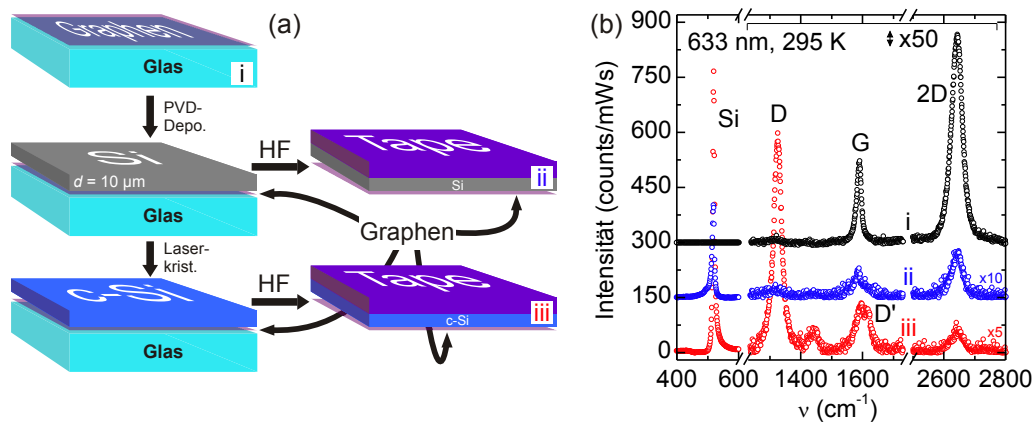 (a)
Graphen
Glas
i
PVD-
Depo.
Si
d = 10 µm
HF
Tape
Si
ii
Graphen
Laser-
krist.
c-Si
Glas
HF
Tape
c-Si
iii
(b)
Intensität (counts/mWs)
900
750
600
450
300
150
0
633 nm, 295 K
x50
Si
D
G
2D
i
ii
x10
D'
iii
x5
400
600
1400
1600
2600
2800
ν (cm⁻¹)